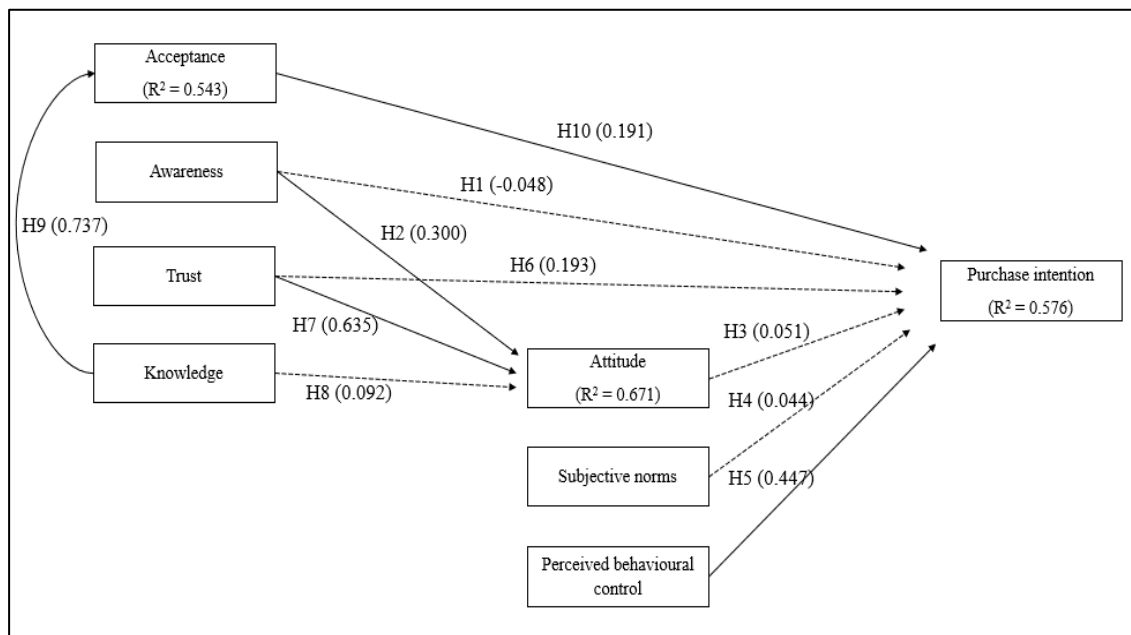 Acceptance
(R² = 0.543)
H10 (0.191)
Awareness
H1 (-0.048)
H9 (0.737)
H2 (0.300)
Trust
H6 (0.193)
Purchase intention
(R² = 0.576)
H7 (0.635)
H3 (0.051)
Knowledge
H8 (0.092)
Attitude
(R² = 0.671)
H4 (0.044)
Subjective norms
H5 (0.447)
Perceived behavioural
control